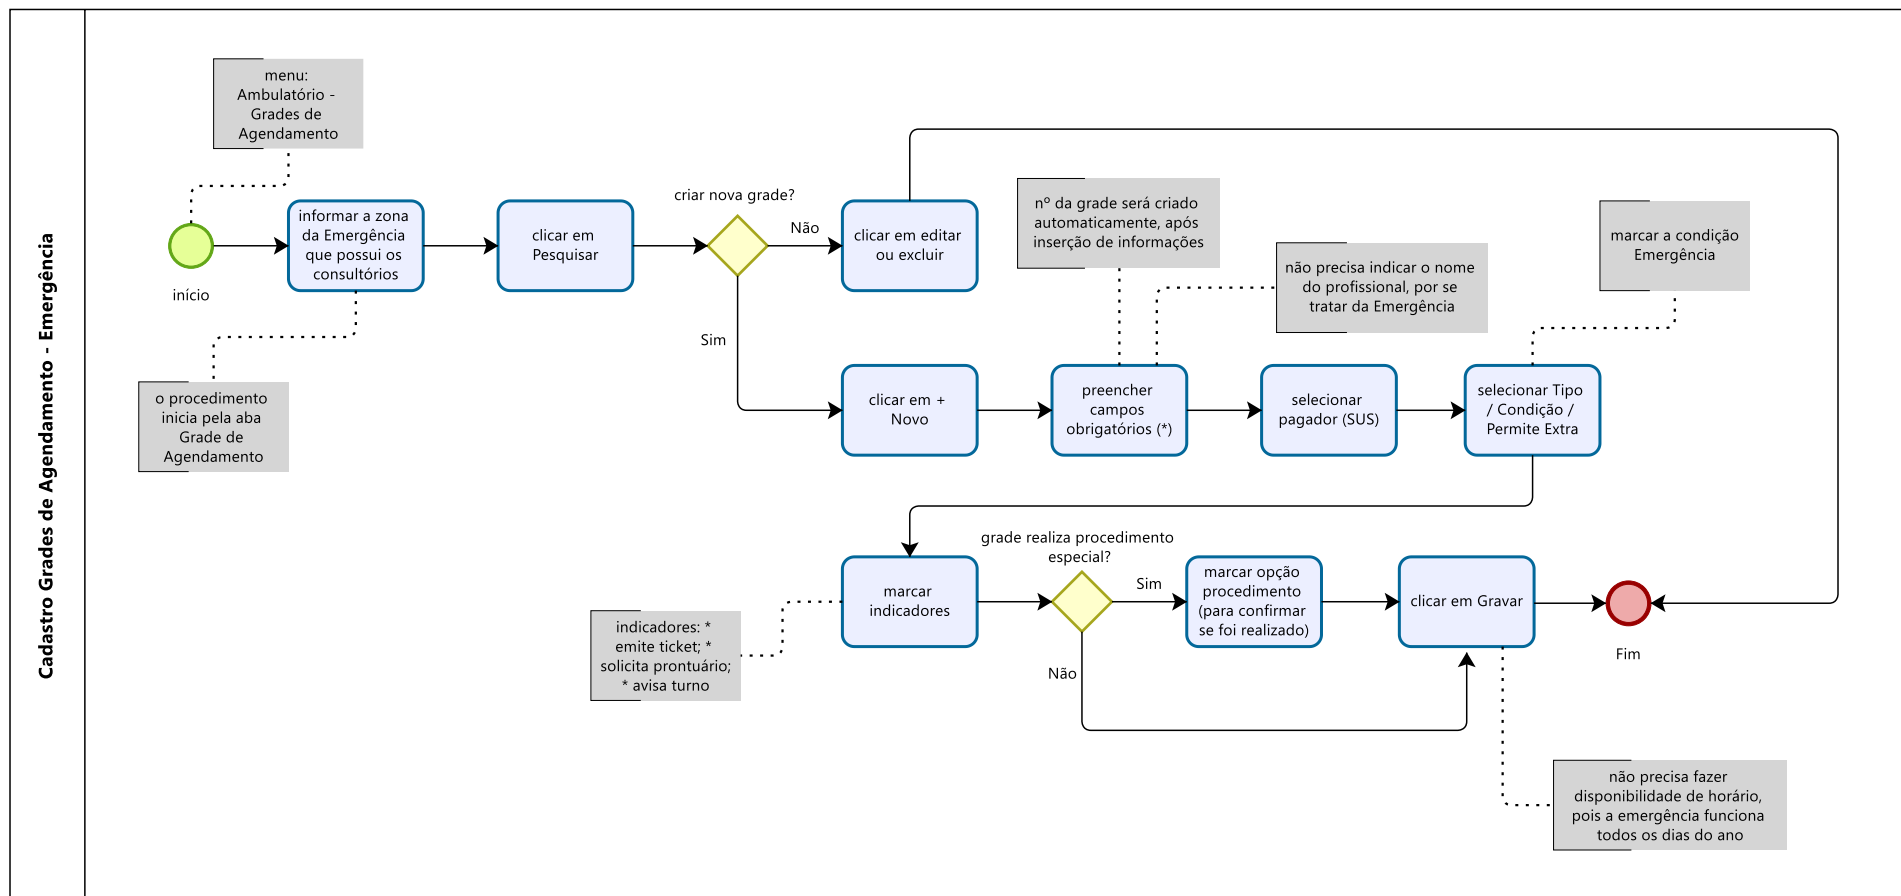 Cadastro Grades de Agendamento - Emergência
menu:
Ambulatório -
Grades de
Agendamento
início
informar a zona
da Emergência
que possui os
consultórios
o procedimento
inicia pela aba
Grade de
Agendamento
clicar em
Pesquisar
criar nova grade?
Não
Sim
clicar em editar
ou excluir
clicar em +
Novo
nº da grade será criado
automaticamente, após
inserção de informações
não precisa indicar o nome
do profissional, por se
tratar da Emergência
preencher
campos
obrigatórios (*)
selecionar
pagador (SUS)
marcar a condição
Emergência
selecionar Tipo
/ Condição /
Permite Extra
marcar
indicadores
indicadores: *
emite ticket; *
solicita prontuário;
* avisa turno
grade realiza procedimento
especial?
Sim
Não
marcar opção
procedimento
(para confirmar
se foi realizado)
clicar em Gravar
Fim
não precisa fazer
disponibilidade de horário,
pois a emergência funciona
todos os dias do ano